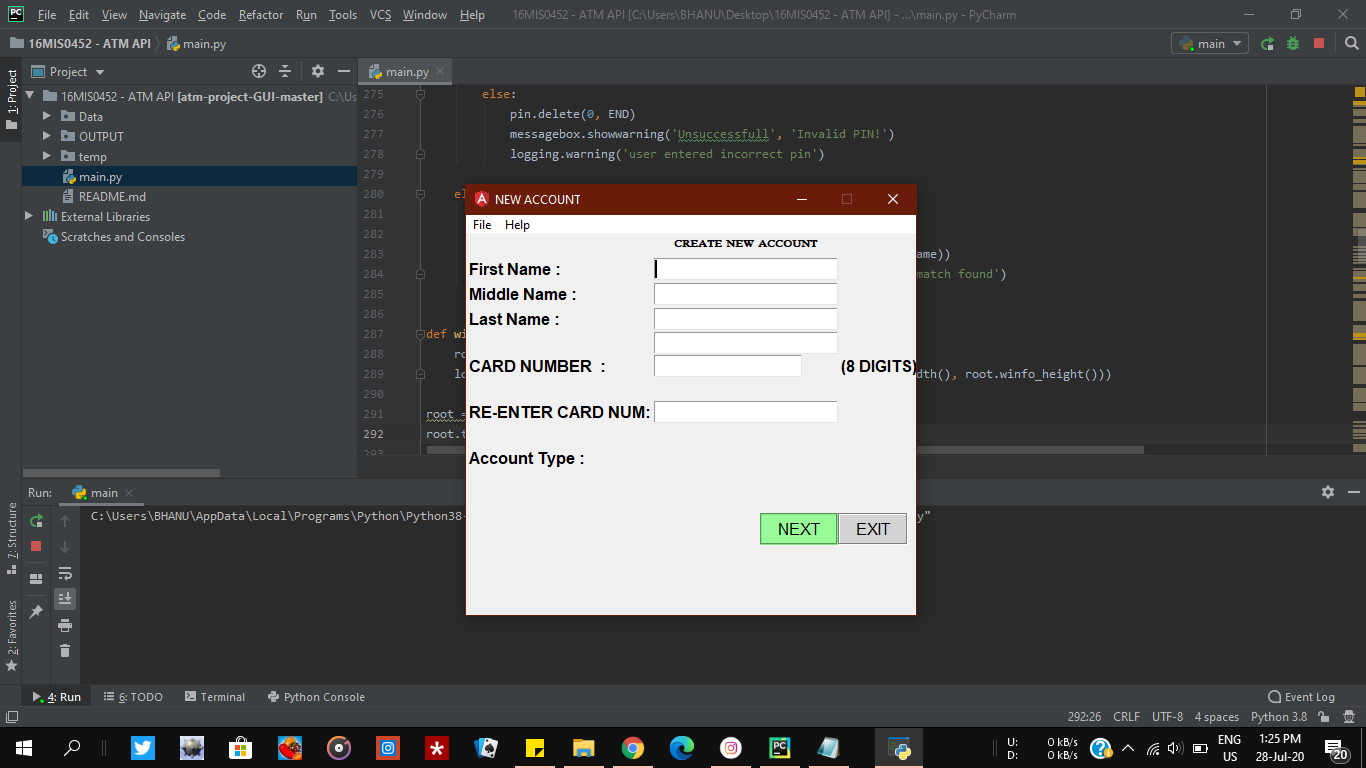 PC File Edit View Navigate Code Refactor Run Tools VCS Window Help 16MIS0452 - ATM API [C:\Users\BHANU\Desktop\16MIS0452 - ATM API] - ...\main.py - PyCharm
16MIS0452 - ATM API main.py main
1: Project
Project main.py
16MIS0452 - ATM API [atm-project-GUI-master] C:\Us
Data
OUTPUT
temp
main.py
README.md
External Libraries
Scratches and Consoles
275 else:
276 pin.delete(0, END)
277 messagebox.showwarning('Unsuccessfull', 'Invalid PIN!')
278 logging.warning('user entered incorrect pin')
279
280 el
281
282
283 ame))
284 match found')
285
286
287 def wi
288 ro
289 lo dth(), root.winfo_height()))
290
291 root =
292 root.t
293
NEW ACCOUNT
File Help
CREATE NEW ACCOUNT
First Name :
Middle Name :
Last Name :
CARD NUMBER :
(8 DIGITS)
RE-ENTER CARD NUM:
Account Type :
NEXT EXIT
Run: main
C:\Users\BHANU\AppData\Local\Programs\Python\Python38- y"
7: Structure
2: Favorites
4: Run 6: TODO Terminal Python Console Event Log
292:26 CRLF UTF-8 4 spaces Python 3.8
U: 0 kB/s
D: 0 kB/s
ENG
US
1:25 PM
28-Jul-20
20